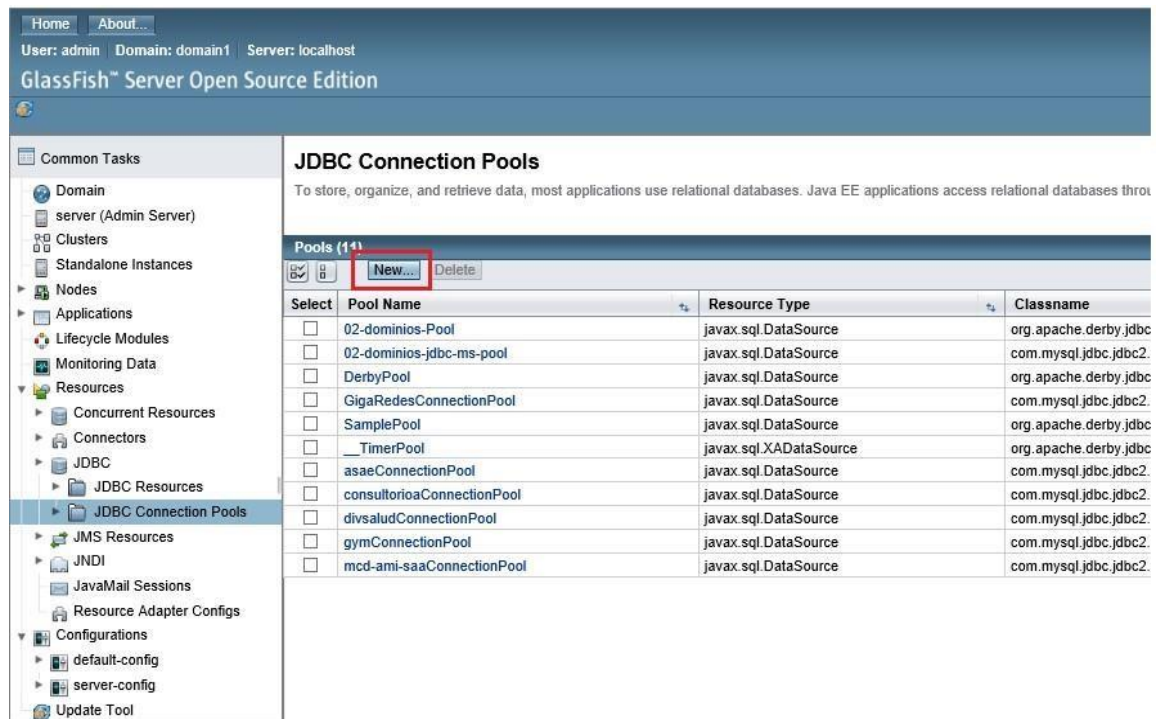 Home About...
User: admin Domain: domain1 Server: localhost
GlassFish™ Server Open Source Edition
Common Tasks
Domain
server (Admin Server)
Clusters
Standalone Instances
Nodes
Applications
Lifecycle Modules
Monitoring Data
Resources
Concurrent Resources
Connectors
JDBC
JDBC Resources
JDBC Connection Pools
JMS Resources
JNDI
JavaMail Sessions
Resource Adapter Configs
Configurations
default-config
server-config
Update Tool
JDBC Connection Pools
To store, organize, and retrieve data, most applications use relational databases. Java EE applications access relational databases throu
Pools (11)
New... Delete
Select Pool Name Resource Type Classname
02-dominios-Pool javax.sql.DataSource org.apache.derby.jdbc
02-dominios-jdbc-ms-pool javax.sql.DataSource com.mysql.jdbc.jdbc2.
DerbyPool javax.sql.DataSource org.apache.derby.jdbc
GigaRedesConnectionPool javax.sql.DataSource com.mysql.jdbc.jdbc2.
SamplePool javax.sql.DataSource org.apache.derby.jdbc
__TimerPool javax.sql.XADataSource org.apache.derby.jdbc
asaeConnectionPool javax.sql.DataSource com.mysql.jdbc.jdbc2.
consultorioaConnectionPool javax.sql.DataSource com.mysql.jdbc.jdbc2.
divsaludConnectionPool javax.sql.DataSource com.mysql.jdbc.jdbc2.
gymConnectionPool javax.sql.DataSource com.mysql.jdbc.jdbc2.
mcd-ami-saaConnectionPool javax.sql.DataSource com.mysql.jdbc.jdbc2.